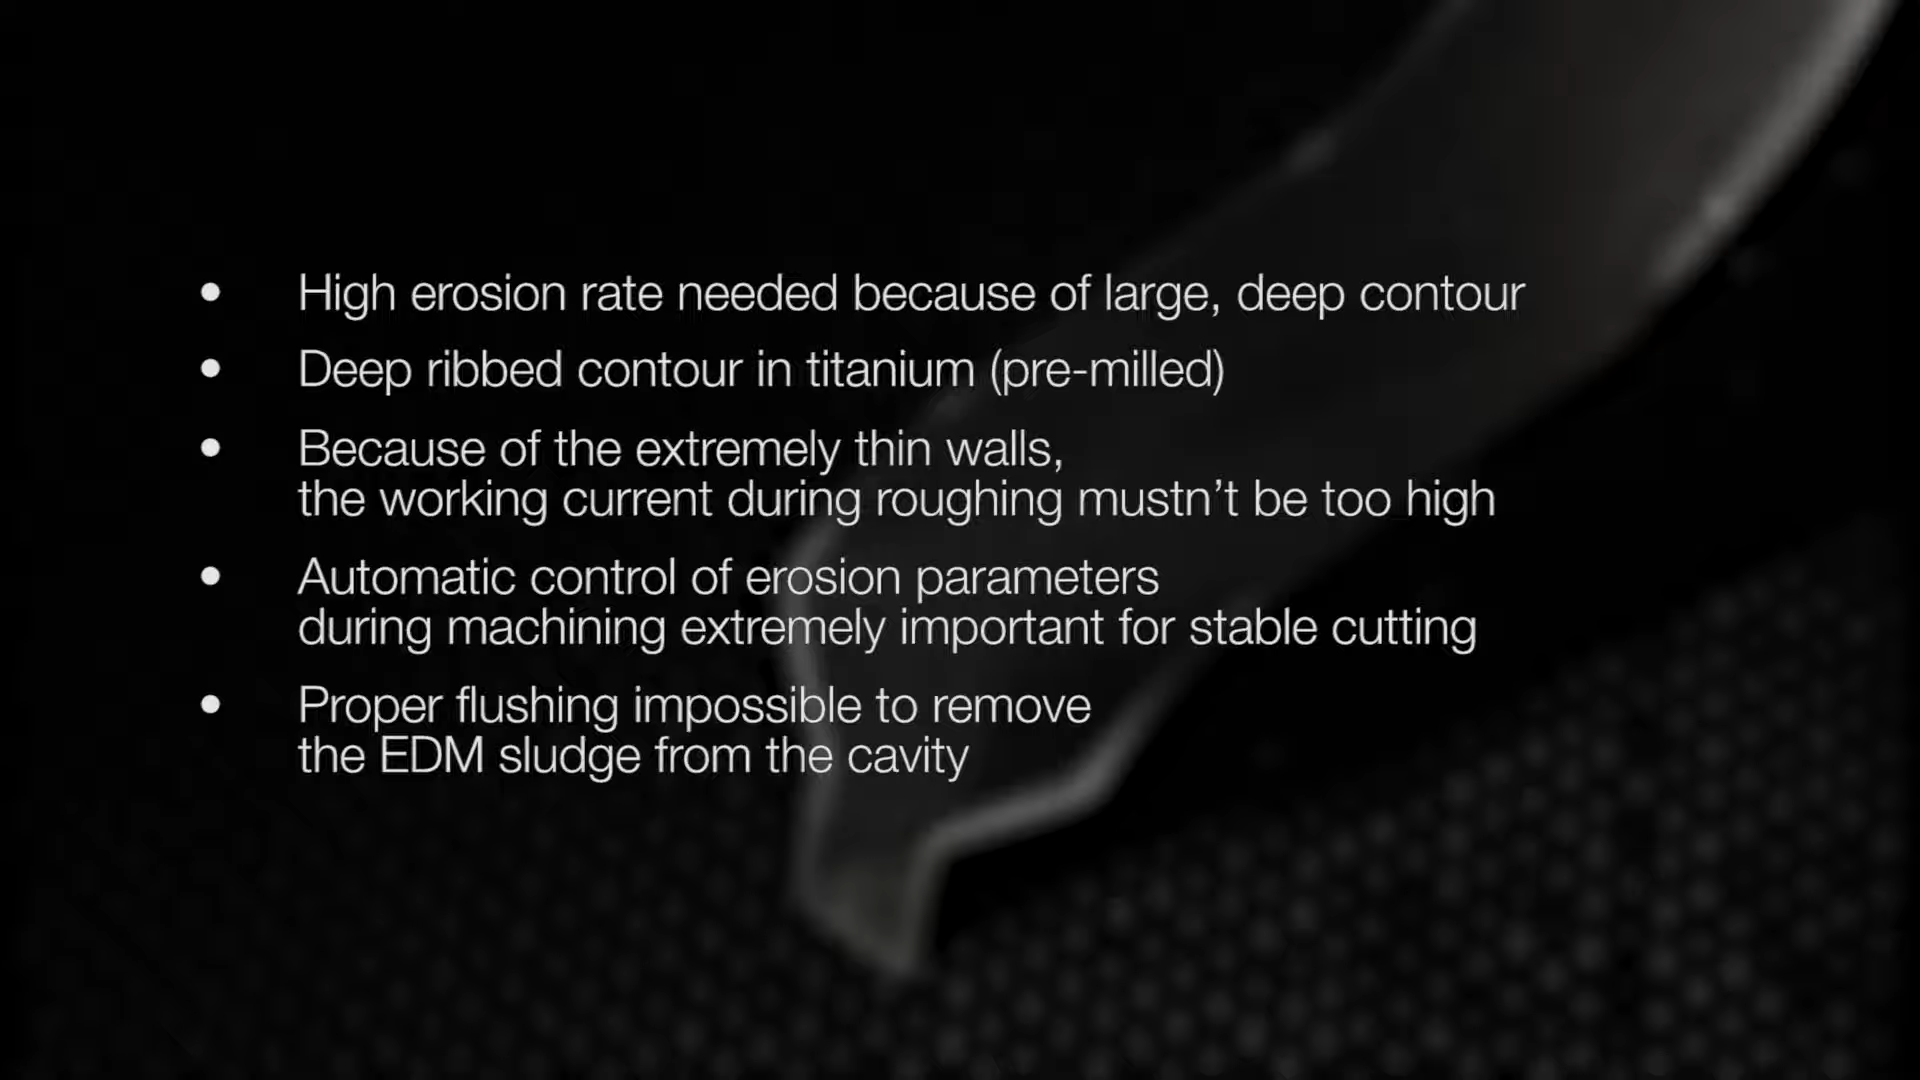 • High erosion rate needed because of large, deep contour
• Deep ribbed contour in titanium (pre-milled)
• Because of the extremely thin walls,
the working current during roughing mustn’t be too high
• Automatic control of erosion parameters
during machining extremely important for stable cutting
• Proper flushing impossible to remove
the EDM sludge from the cavity